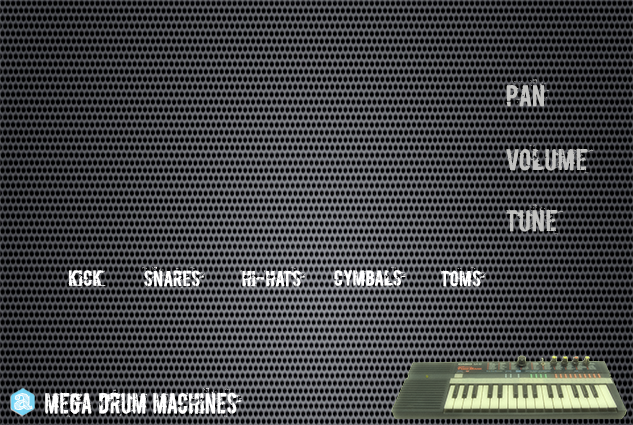 PAN
VOLUME
TUNE
KICK SNARES HI-HATS CYMBALS TOMS
MEGA DRUM MACHINES